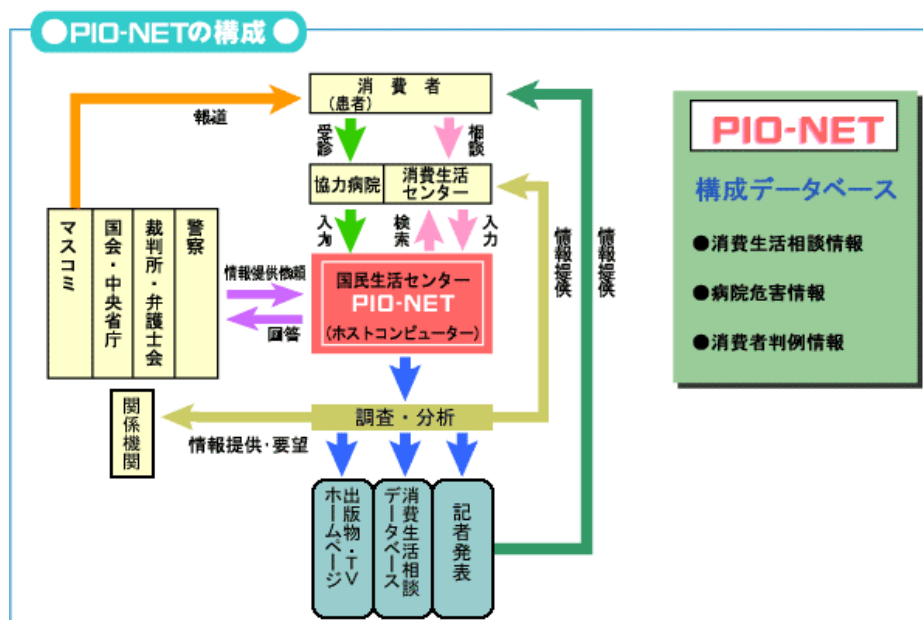 ●PIO-NETの構成●
消費者
(患者)
報道
受診
相談
協力病院
消費生活
センター
入力
検索
入力
情報提供
情報提供
マスコミ
国会・中央省庁
裁判所・弁護士会
警察
情報提供依頼
回答
国民生活センター
PIO-NET
(ホストコンピューター)
調査・分析
関係機関
情報提供・要望
出版物・TV
ホームページ
消費生活相談
データベース
記者発表
PIO-NET
構成データベース
●消費生活相談情報
●病院危害情報
●消費者判例情報